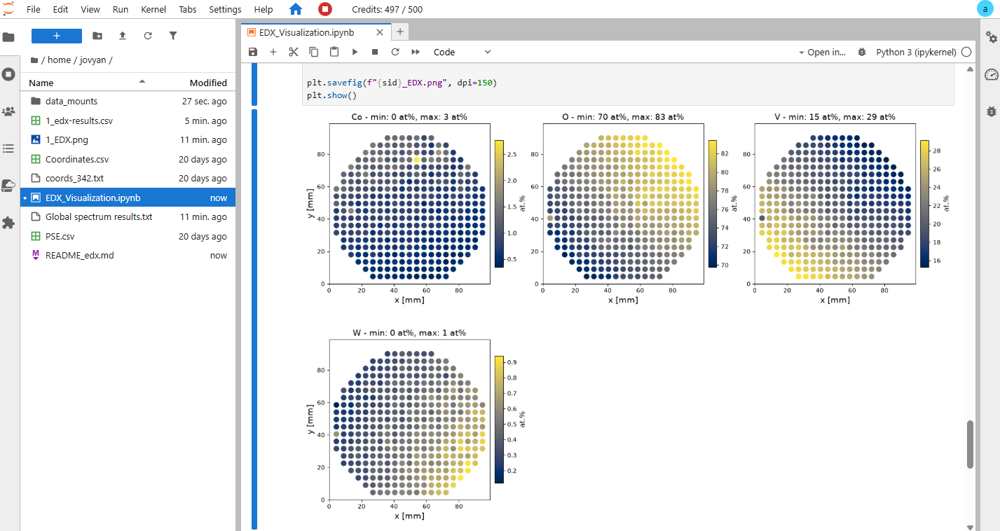 File Edit View Run Kernel Tabs Settings Help Credits: 497 / 500 a
+
/ home / jovyan /
Name Modified
data_mounts 27 sec. ago
1_edx-results.csv 5 min. ago
1_EDX.png 11 min. ago
Coordinates.csv 20 days ago
coords_342.txt 20 days ago
EDX_Visualization.ipynb now
Global spectrum results.txt 11 min. ago
PSE.csv 20 days ago
README_edx.md now
EDX_Visualization.ipynb
Code Open in... Python 3 (ipykernel)
plt.savefig(f"{sid}_EDX.png", dpi=150)
plt.show()
Co - min: 0 at%, max: 3 at%
80
60
40
20
0
y [mm]
0 20 40 60 80
x [mm]
2.5
2.0
1.5
1.0
0.5
at.%
O - min: 70 at%, max: 83 at%
80
60
40
20
0
0 20 40 60 80
x [mm]
82
80
78
76
74
72
70
at.%
V - min: 15 at%, max: 29 at%
80
60
40
20
0
0 20 40 60 80
x [mm]
28
26
24
22
20
18
16
at.%
W - min: 0 at%, max: 1 at%
80
60
40
20
0
y [mm]
0 20 40 60 80
x [mm]
0.9
0.8
0.7
0.6
0.5
0.4
0.3
0.2
at.%